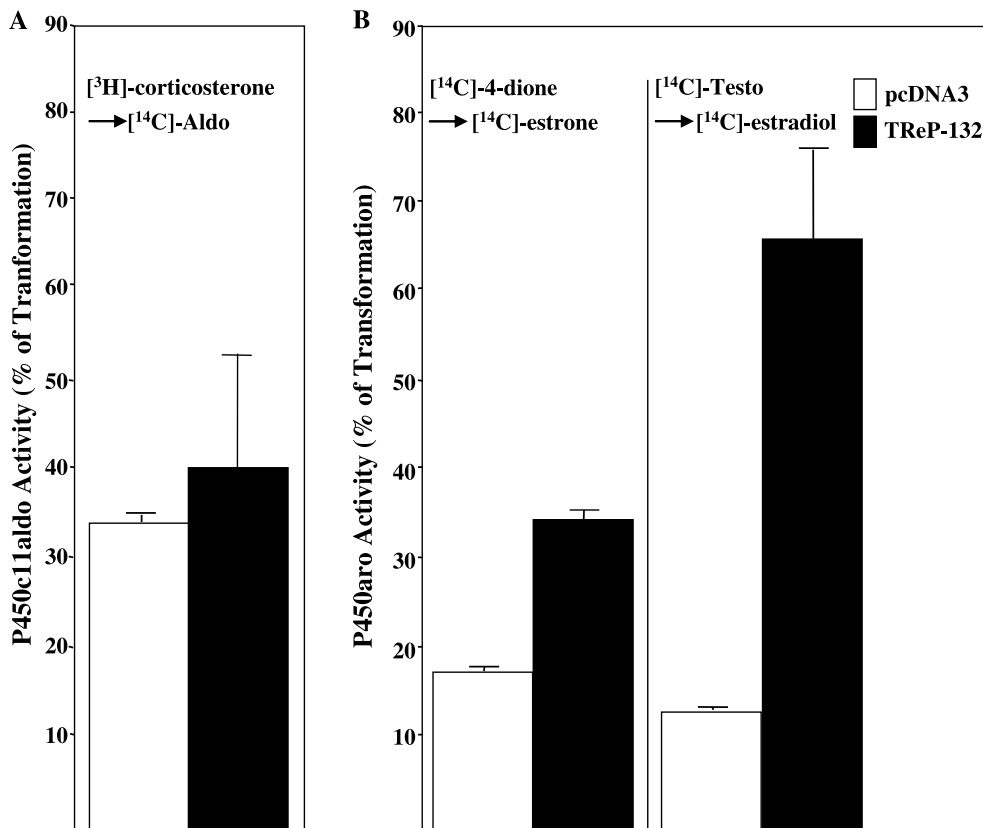 A
P450c11aldo Activity (% of Tranformation)
90
80
70
60
50
40
30
20
10
[³H]-corticosterone
→[¹⁴C]-Aldo
B
P450aro Activity (% of Transformation)
90
80
70
60
50
40
30
20
10
[¹⁴C]-4-dione
→[¹⁴C]-estrone
[¹⁴C]-Testo
→[¹⁴C]-estradiol
pcDNA3
TReP-132